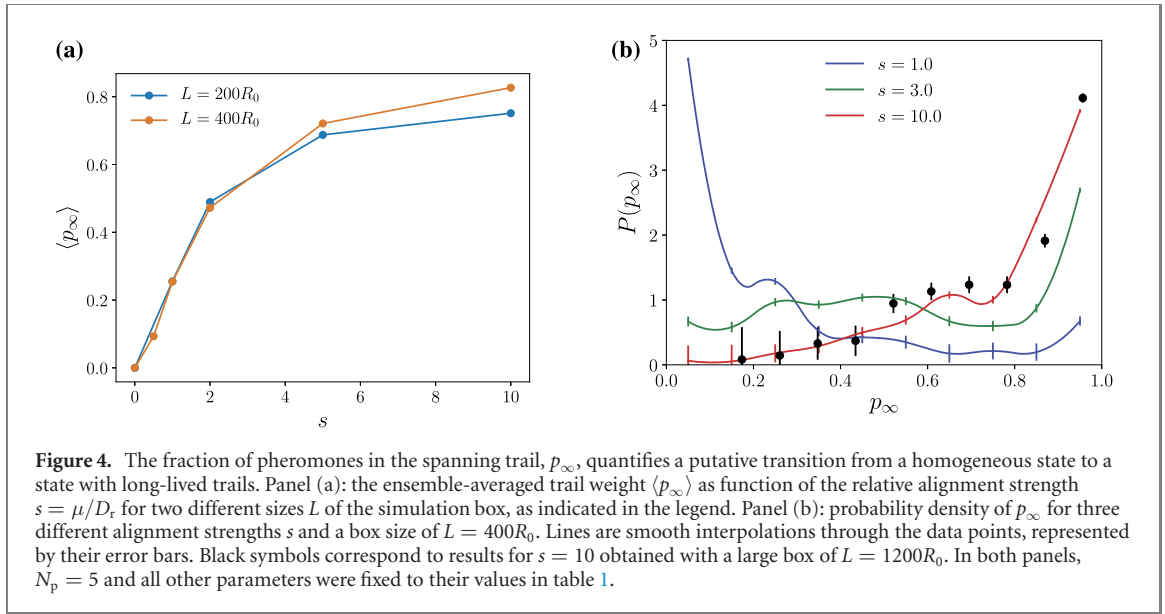 (a)
L = 200R₀
L = 400R₀
0.8
0.6
0.4
0.2
0.0
⟨p∞⟩
0 2 4 6 8 10
s
(b)
s = 1.0
s = 3.0
s = 10.0
5
4
3
2
1
0
P(p∞)
0.0 0.2 0.4 0.6 0.8 1.0
p∞
Figure 4. The fraction of pheromones in the spanning trail, p∞, quantifies a putative transition from a homogeneous state to a
state with long-lived trails. Panel (a): the ensemble-averaged trail weight ⟨p∞⟩ as function of the relative alignment strength
s = μ/Dᵣ for two different sizes L of the simulation box, as indicated in the legend. Panel (b): probability density of p∞ for three
different alignment strengths s and a box size of L = 400R₀. Lines are smooth interpolations through the data points, represented
by their error bars. Black symbols correspond to results for s = 10 obtained with a large box of L = 1200R₀. In both panels,
Nₚ = 5 and all other parameters were fixed to their values in table 1.